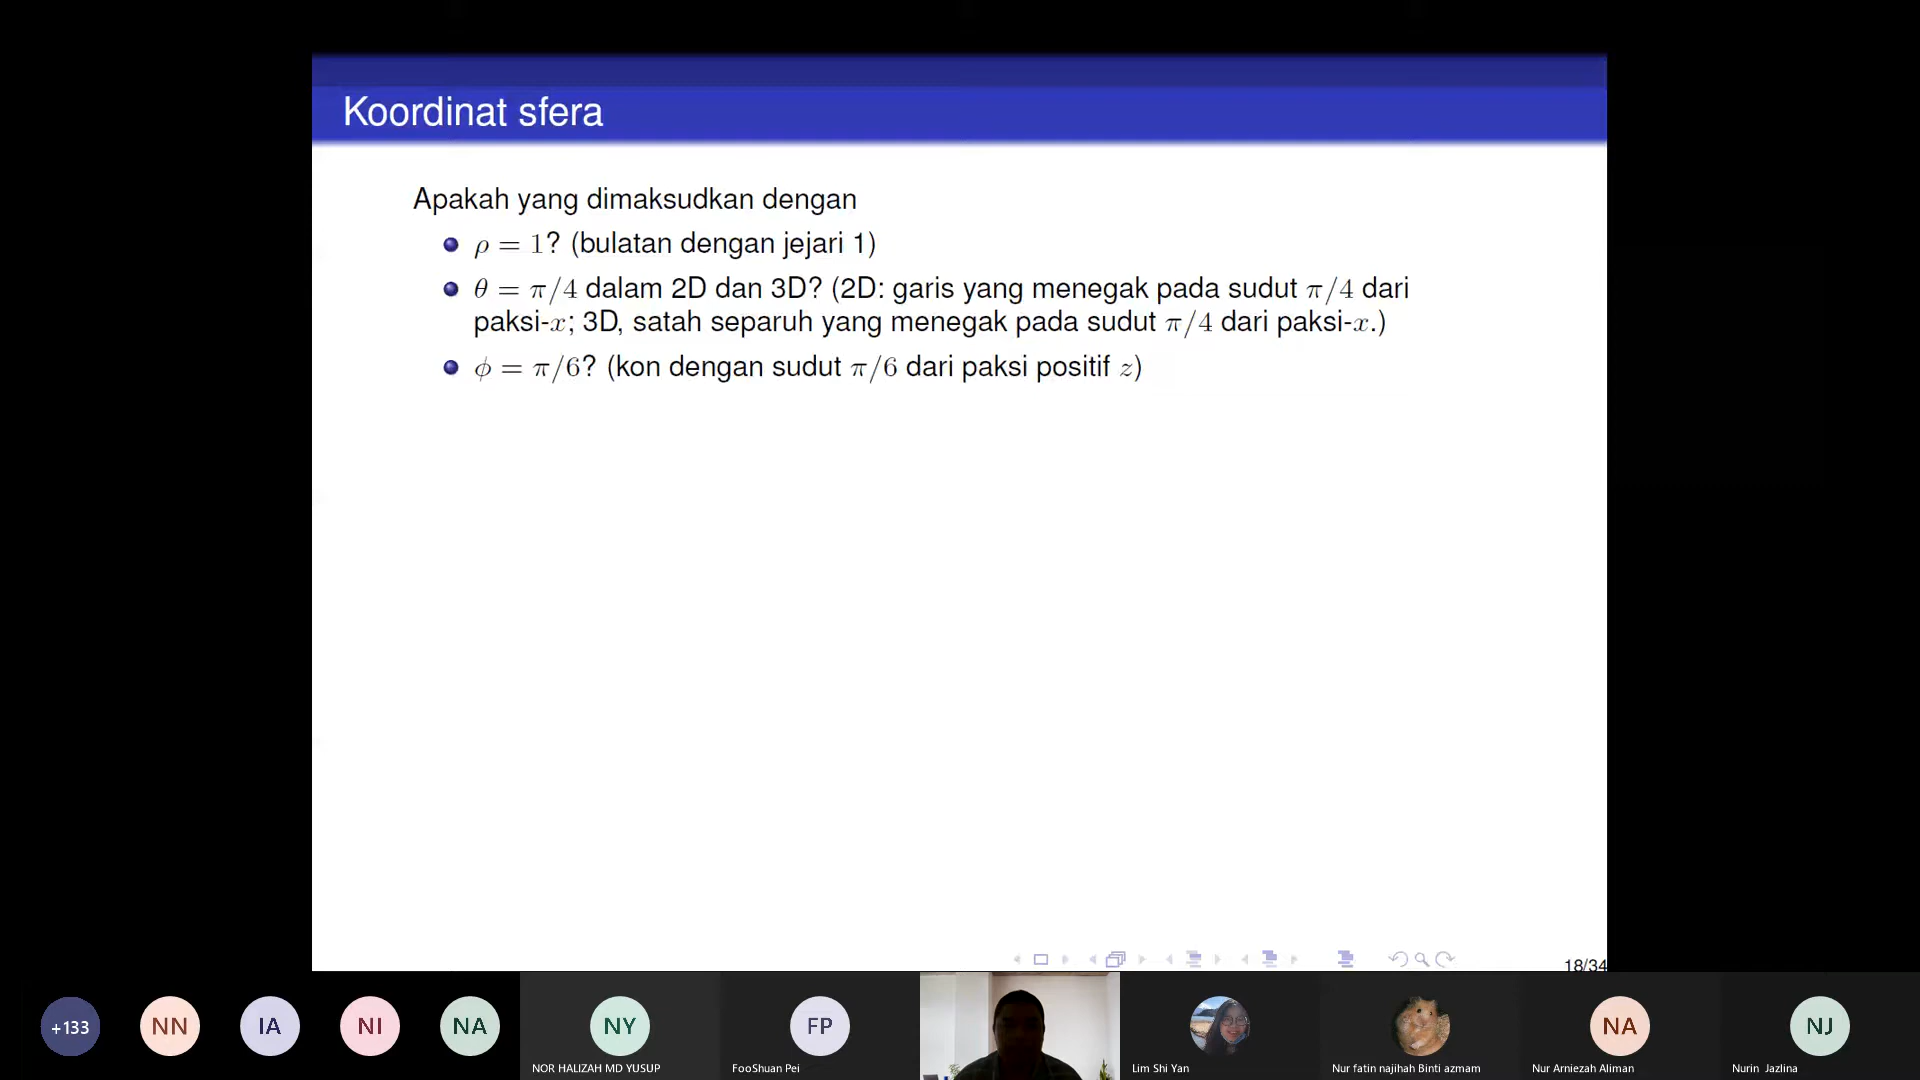 Koordinat sfera
Apakah yang dimaksudkan dengan
ρ = 1? (bulatan dengan jejari 1)
θ = π/4 dalam 2D dan 3D? (2D: garis yang menegak pada sudut π/4 dari
paksi-x; 3D, satah separuh yang menegak pada sudut π/4 dari paksi-x.)
ϕ = π/6? (kon dengan sudut π/6 dari paksi positif z)
18/34
+133
NN
IA
NI
NA
NY
FP
NA
NJ
NOR HALIZAH MD YUSUP
FooShuan Pei
Lim Shi Yan
Nur fatin najihah Binti azmam
Nur Arniezah Aliman
Nurin Jazlina